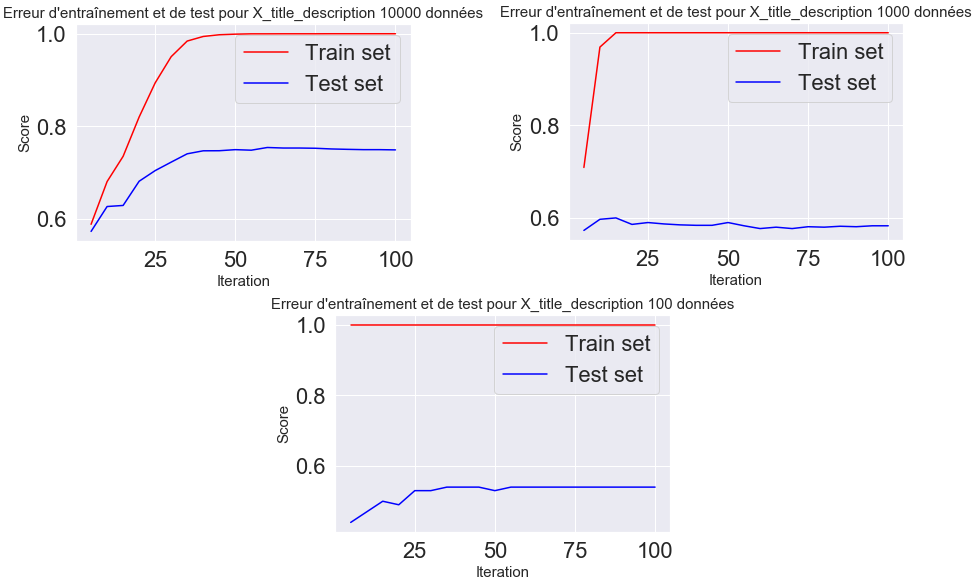 Erreur d'entraînement et de test pour X_title_description 10000 données
1.0
0.8
0.6
Score
Train set
Test set
25 50 75 100
Iteration
Erreur d'entraînement et de test pour X_title_description 1000 données
1.0
0.8
0.6
Score
Train set
Test set
25 50 75 100
Iteration
Erreur d'entraînement et de test pour X_title_description 100 données
1.0
0.8
0.6
Score
Train set
Test set
25 50 75 100
Iteration